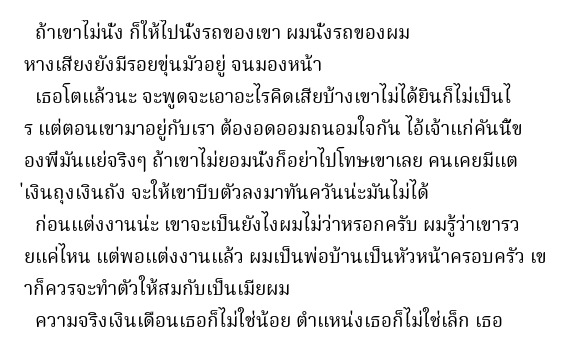 ถ้าเขาไม่นั่ง ก็ให้ไปนั่งรถของเขา ผมนั่งรถของผม
หางเสียงยังมีรอยขุ่นมัวอยู่ จนมองหน้า
เธอโตแล้วนะ จะพูดจะเอาอะไรคิดเสียบ้างเขาไม่ได้ยินก็ไม่เป็นไ
ร แต่ตอนเขามาอยู่กับเรา ต้องอดออมถนอมใจกัน ไอ้เจ้าแก่คันนี้ข
องพี่มันแย่จริงๆ ถ้าเขาไม่ยอมนั่งก็อย่าไปโทษเขาเลย คนเคยมีแต
่เงินถุงเงินถัง จะให้เขาบีบตัวลงมาทันควันน่ะมันไม่ได้
ก่อนแต่งงานน่ะ เขาจะเป็นยังไงผมไม่ว่าหรอกครับ ผมรู้ว่าเขารว
ยแค่ไหน แต่พอแต่งงานแล้ว ผมเป็นพ่อบ้านเป็นหัวหน้าครอบครัว เข
าก็ควรจะทำตัวให้สมกับเป็นเมียผม
ความจริงเงินเดือนเธอก็ไม่ใช่น้อย ตำแหน่งเธอก็ไม่ใช่เล็ก เธอ